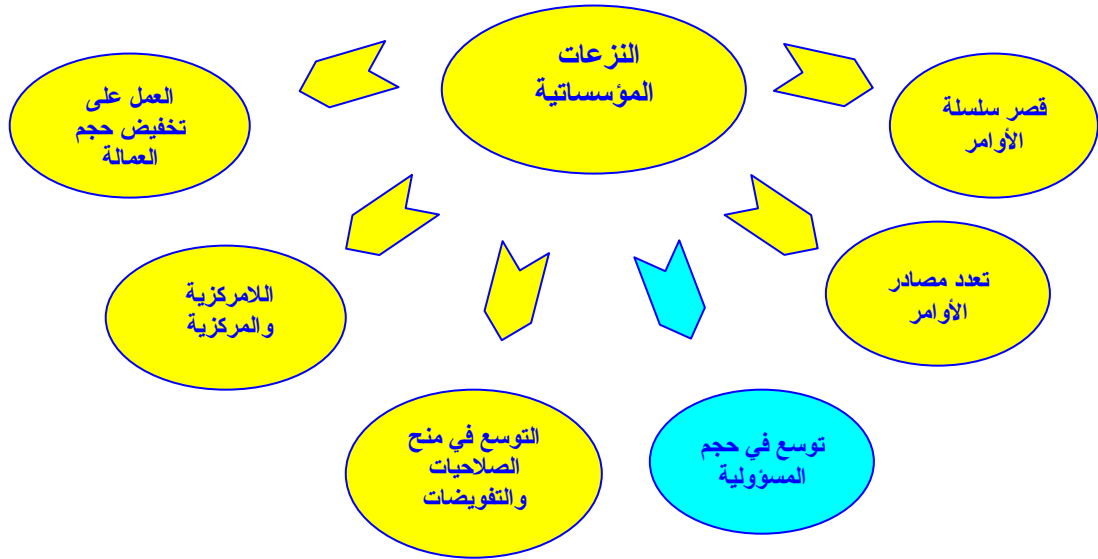 النزعات
المؤسساتية
قصر سلسلة
الأوامر
تعدد مصادر
الأوامر
توسع في حجم
المسؤولية
التوسع في منح
الصلاحيات
والتفويضات
اللامركزية
والمركزية
العمل على
تخفيض حجم
العمالة